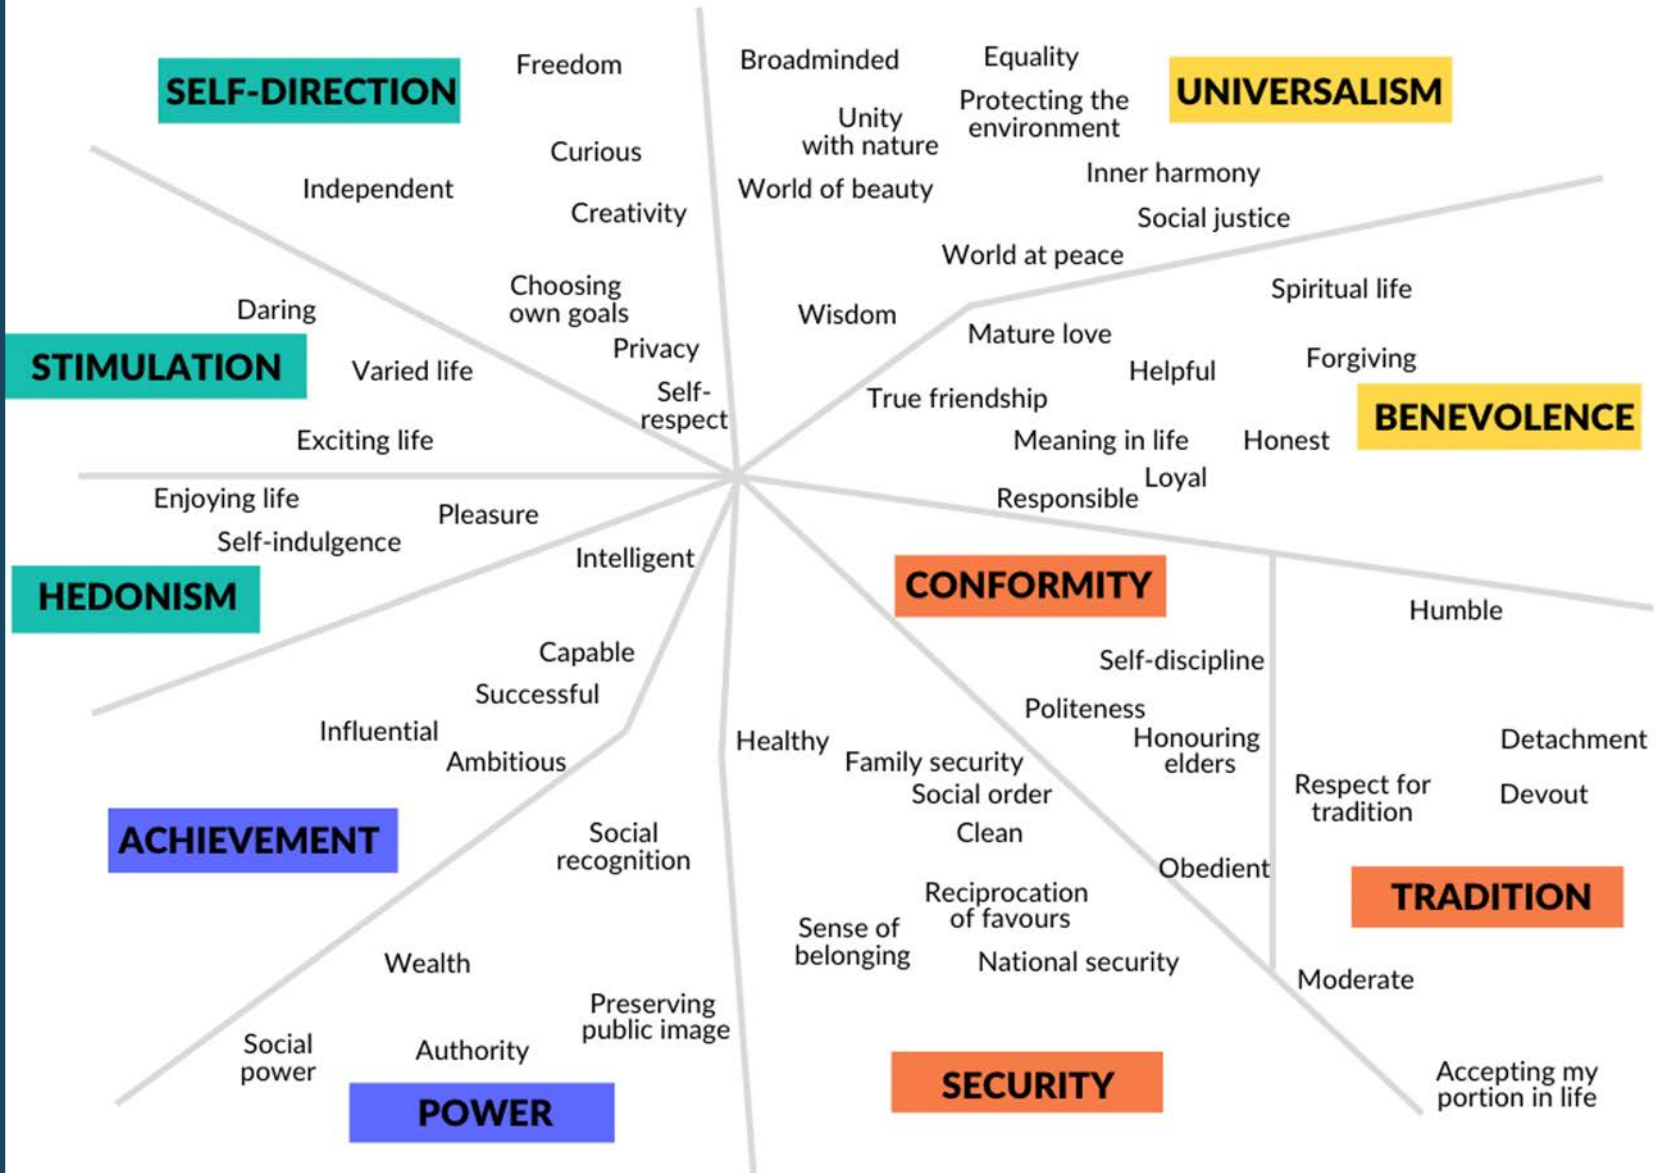 SELF-DIRECTION
Freedom
Curious
Independent
Creativity
Choosing
own goals
Privacy
Self-
respect
Broadminded
Equality
UNIVERSALISM
Protecting the
environment
Unity
with nature
Inner harmony
World of beauty
Social justice
World at peace
Wisdom
Daring
STIMULATION
Varied life
Exciting life
Spiritual life
Mature love
Forgiving
Helpful
True friendship
BENEVOLENCE
Meaning in life
Honest
Loyal
Responsible
Enjoying life
Pleasure
Self-indulgence
HEDONISM
Intelligent
Capable
Successful
Influential
Ambitious
ACHIEVEMENT
CONFORMITY
Self-discipline
Politeness
Honouring
elders
Obedient
Humble
Detachment
Respect for
tradition
Devout
TRADITION
Moderate
Accepting my
portion in life
Social
recognition
Wealth
Preserving
public image
Social
power
Authority
POWER
Healthy
Family security
Social order
Clean
Reciprocation
of favours
Sense of
belonging
National security
SECURITY